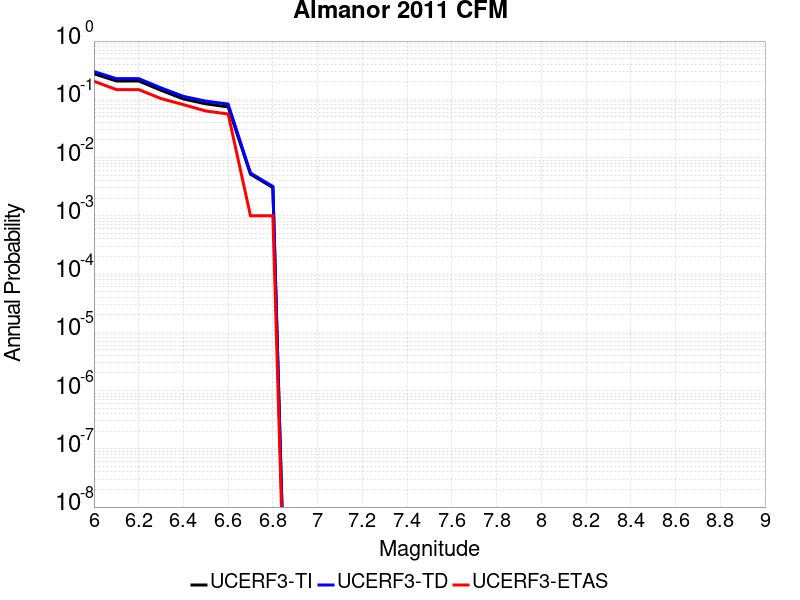 Almanor 2011 CFM
Annual Probability
10^0
10^-1
10^-2
10^-3
10^-4
10^-5
10^-6
10^-7
10^-8
6 6.2 6.4 6.6 6.8 7 7.2 7.4 7.6 7.8 8 8.2 8.4 8.6 8.8 9
Magnitude
UCERF3-TI UCERF3-TD UCERF3-ETAS